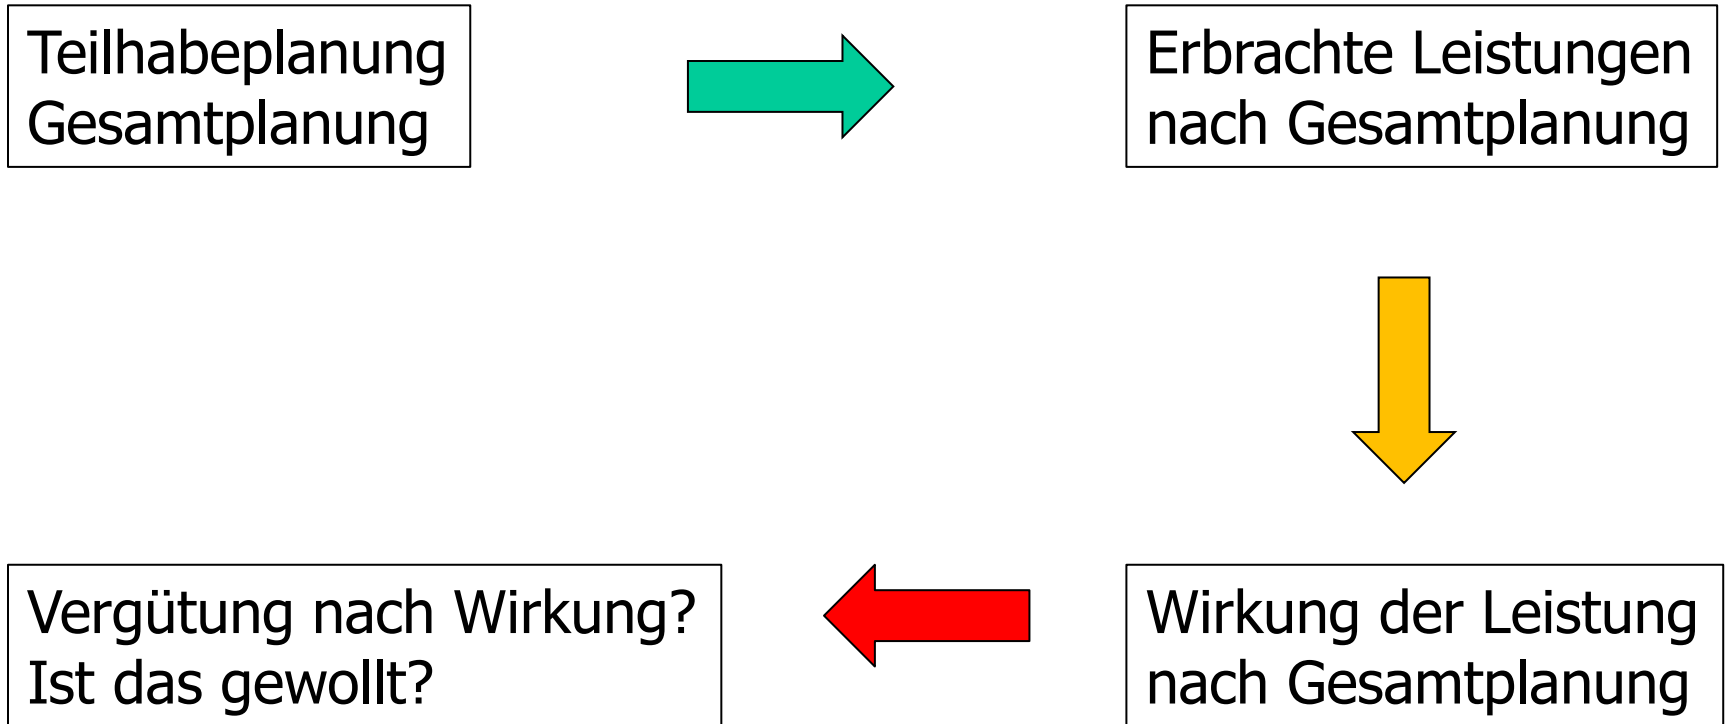 Teilhabeplanung
Gesamtplanung
Erbrachte Leistungen
nach Gesamtplanung
Vergütung nach Wirkung?
Ist das gewollt?
Wirkung der Leistung
nach Gesamtplanung